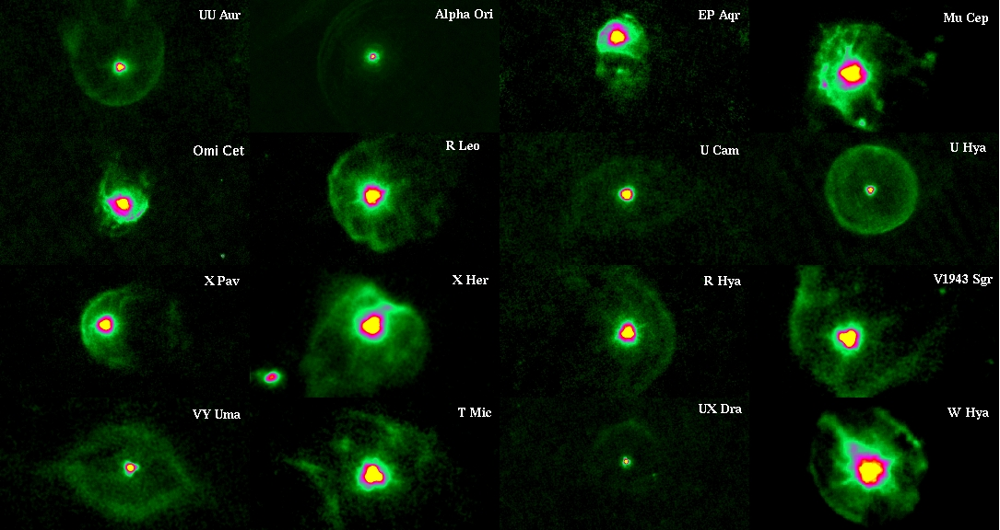 UU Aur
Alpha Ori
EP Aqr
Mu Cep
Omi Cet
R Leo
U Cam
U Hya
X Pav
X Her
R Hya
V1943 Sgr
VY Uma
T Mic
UX Dra
W Hya